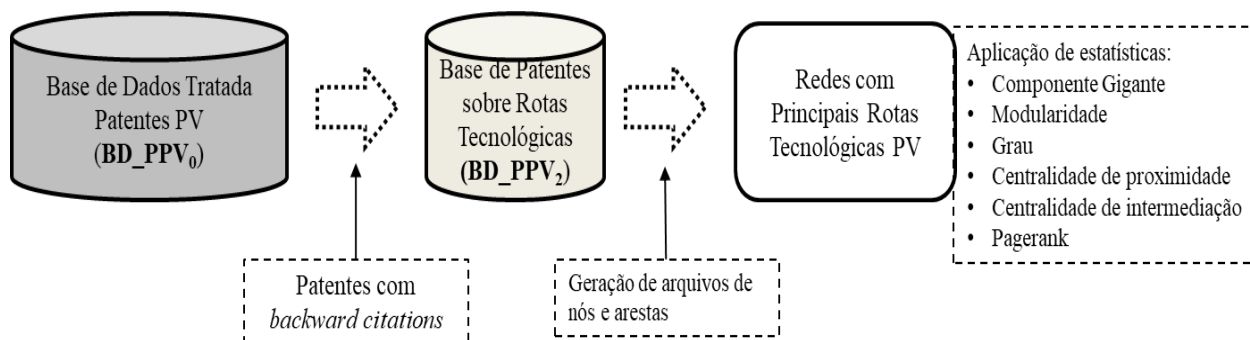 Base de Dados Tratada
Patentes PV
(BD_PPV₀)
Base de Patentes
sobre Rotas
Tecnológicas
(BD_PPV₂)
Redes com
Principais Rotas
Tecnológicas PV
Aplicação de estatísticas:
• Componente Gigante
• Modularidade
• Grau
• Centralidade de proximidade
• Centralidade de intermediação
• Pagerank
Patentes com
backward citations
Geração de arquivos de
nós e arestas